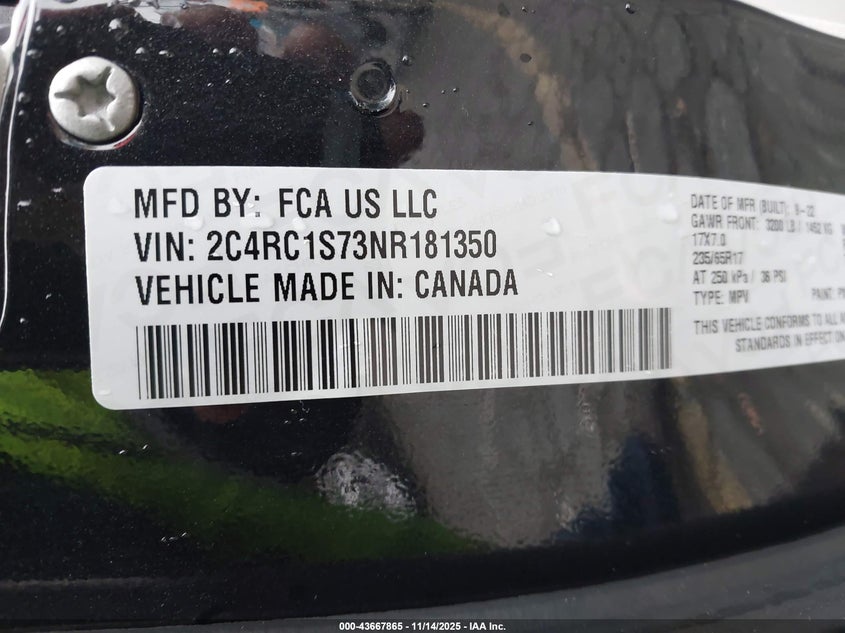 MFD BY: FCA US LLC
VIN: 2C4RC1S73NR181350
VEHICLE MADE IN: CANADA
DATE OF MFR (BUILT): 8-22
GAWR FRONT: 3200 LB / 1452 KG
17X7.0
235/65R17
AT 250 kPa / 36 PSI
TYPE: MPV PAINT:
THIS VEHICLE CONFORMS TO ALL
STANDARDS IN EFFECT ON
000-43667865 - 11/14/2025 - IAA Inc.